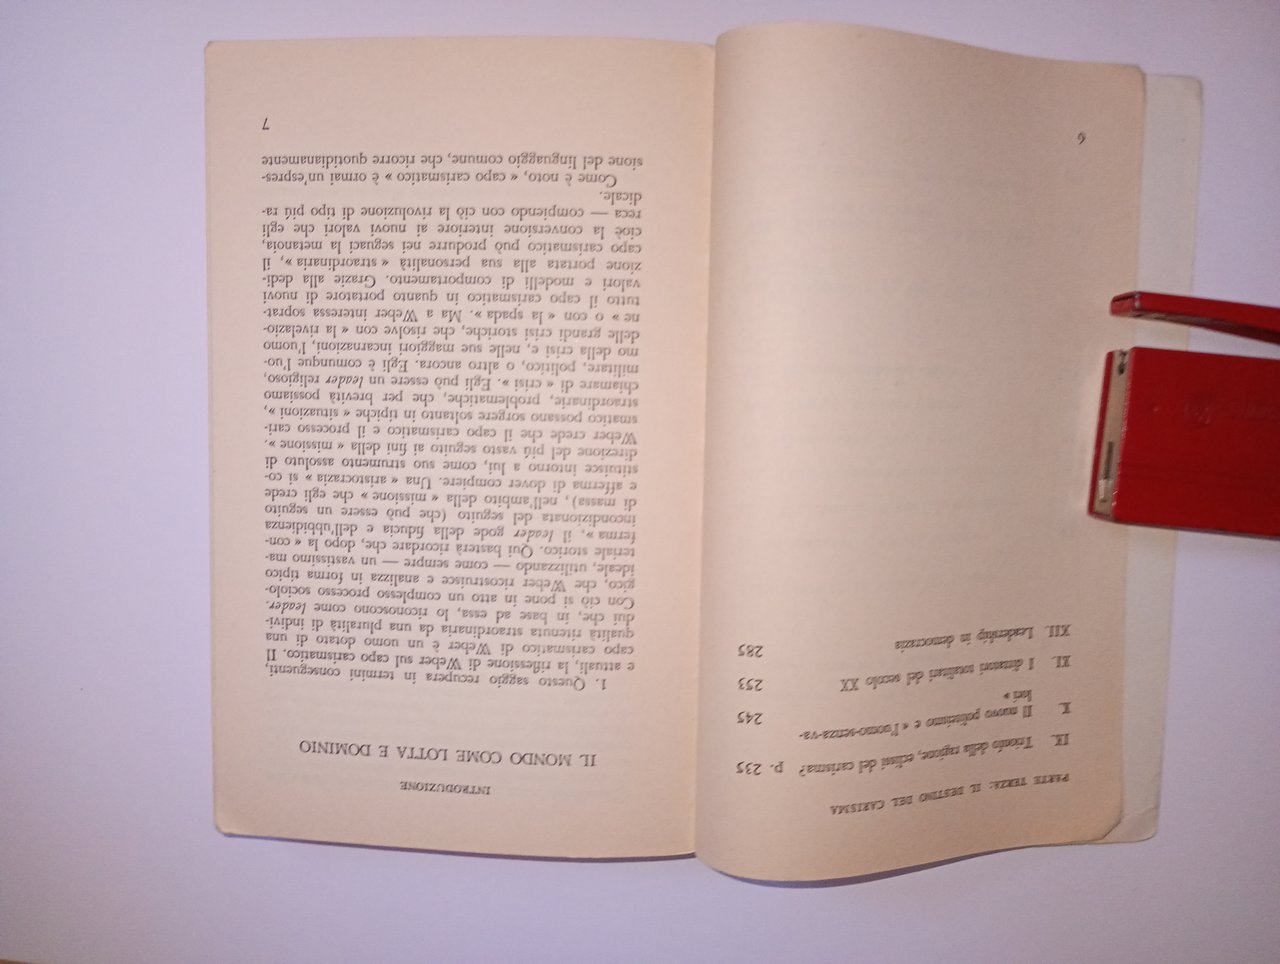 PARTE TERZA: IL DESTINO DEL CARISMA
IX. Trionfo della ragione, eclissi del carisma? p. 235
X. Il nuovo politeismo e « l'uomo-senza-va-
lori » 245
XI. I dittatori totalitari del secolo XX 253
XII. Leadership in democrazia 285
6
INTRODUZIONE
IL MONDO COME LOTTA E DOMINIO
1. Questo saggio recupera in termini conseguenti,
e attuali, la riflessione di Weber sul capo carismatico. Il
capo carismatico di Weber è un uomo dotato di una
qualità ritenuta straordinaria da una pluralità di indivi-
dui che, in base ad essa, lo riconoscono come leader.
Con ciò si pone in atto un complesso processo sociolo-
gico, che Weber ricostruisce e analizza in forma tipico
ideale, utilizzando — come sempre — un vastissimo ma-
teriale storico. Qui basterà ricordare che, dopo la « con-
ferma », il leader gode della fiducia e dell'ubbidienza
incondizionata del seguito (che può essere un seguito
di massa), nell'ambito della « missione » che egli crede
e afferma di dover compiere. Una « aristocrazia » si co-
stituisce intorno a lui, come suo strumento assoluto di
direzione del piú vasto seguito ai fini della « missione ».
Weber crede che il capo carismatico e il processo cari-
smatico possano sorgere soltanto in tipiche « situazioni »,
straordinarie, problematiche, che per brevità possiamo
chiamare di « crisi ». Egli può essere un leader religioso,
militare, politico, o altro ancora. Egli è comunque l'uo-
mo della crisi e, nelle sue maggiori incarnazioni, l'uomo
delle grandi crisi storiche, che risolve con « la rivelazio-
ne » o con « la spada ». Ma a Weber interessa soprat-
tutto il capo carismatico in quanto portatore di nuovi
valori e modelli di comportamento. Grazie alla dedi-
zione portata alla sua personalità « straordinaria », il
capo carismatico può produrre nei seguaci la metanoia,
cioè la conversione interiore ai nuovi valori che egli
reca — compiendo con ciò la rivoluzione di tipo piú ra-
dicale.
Come è noto, « capo carismatico » è ormai un'espres-
sione del linguaggio comune, che ricorre quotidianamente
7